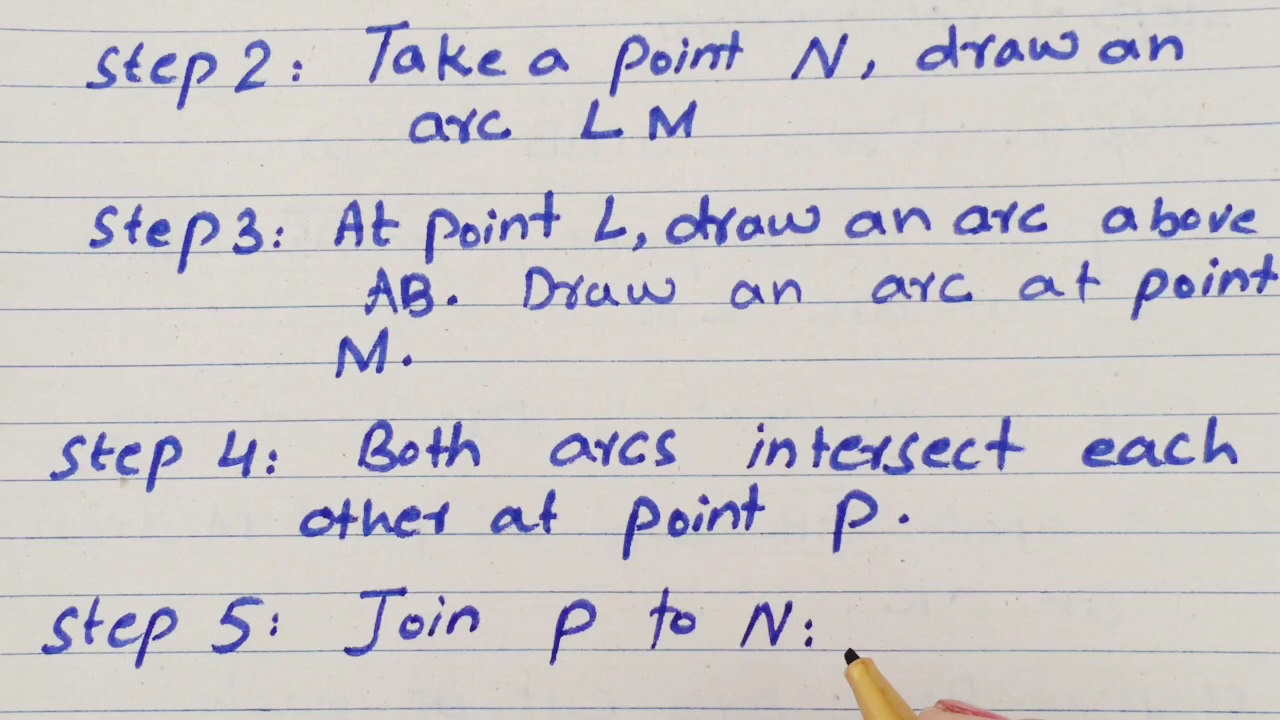 Step 2: Take a point N, draw an
arc LM
Step 3: At point L, draw an arc above
AB. Draw an arc at point
M.
Step 4: Both arcs intersect each
other at point P.
Step 5: Join P to N: